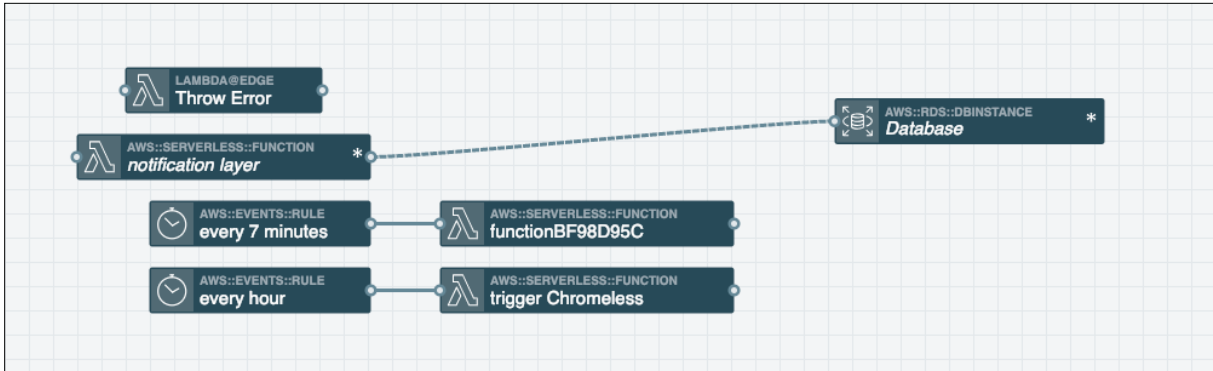 LAMBDA@EDGE
Throw Error
AWS::RDS::DBINSTANCE
Database
*
AWS::SERVERLESS::FUNCTION
notification layer
*
AWS::EVENTS::RULE
every 7 minutes
AWS::SERVERLESS::FUNCTION
functionBF98D95C
AWS::EVENTS::RULE
every hour
AWS::SERVERLESS::FUNCTION
trigger Chromeless